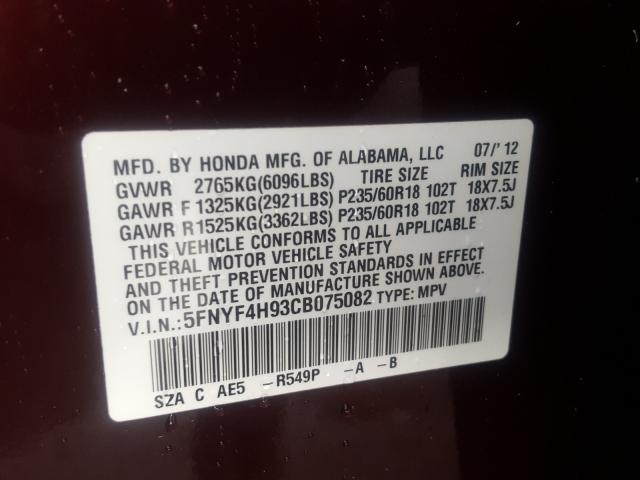 MFD. BY HONDA MFG. OF ALABAMA, LLC 07/'12
GVWR 2765KG(6096LBS) TIRE SIZE RIM SIZE
GAWR F 1325KG(2921LBS) P235/60R18 102T 18X7.5J
GAWR R 1525KG(3362LBS) P235/60R18 102T 18X7.5J
THIS VEHICLE CONFORMS TO ALL APPLICABLE
FEDERAL MOTOR VEHICLE SAFETY
AND THEFT PREVENTION STANDARDS IN EFFECT
ON THE DATE OF MANUFACTURE SHOWN ABOVE.
V.I.N.:5FNYF4H93CB075082 TYPE: MPV
SZA C AE5 -R549P -A -B